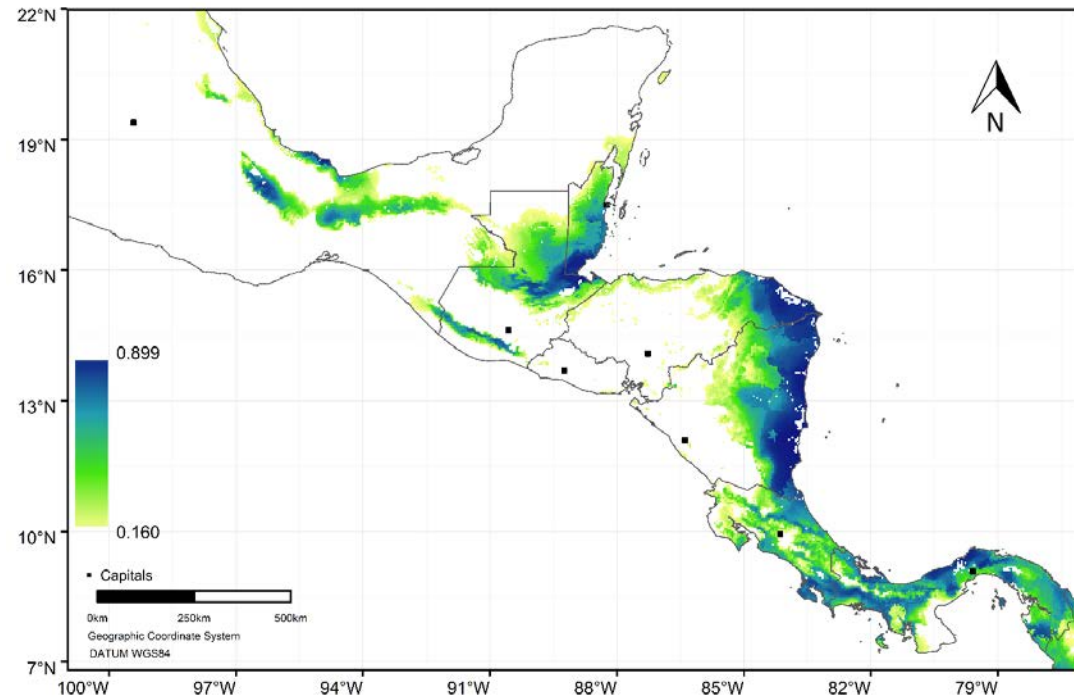 22°N
19°N
16°N
13°N
10°N
7°N
N
0.899
0.160
Capitals
0km 250km 500km
Geographic Coordinate System
DATUM WGS84
100°W 97°W 94°W 91°W 88°W 85°W 82°W 79°W